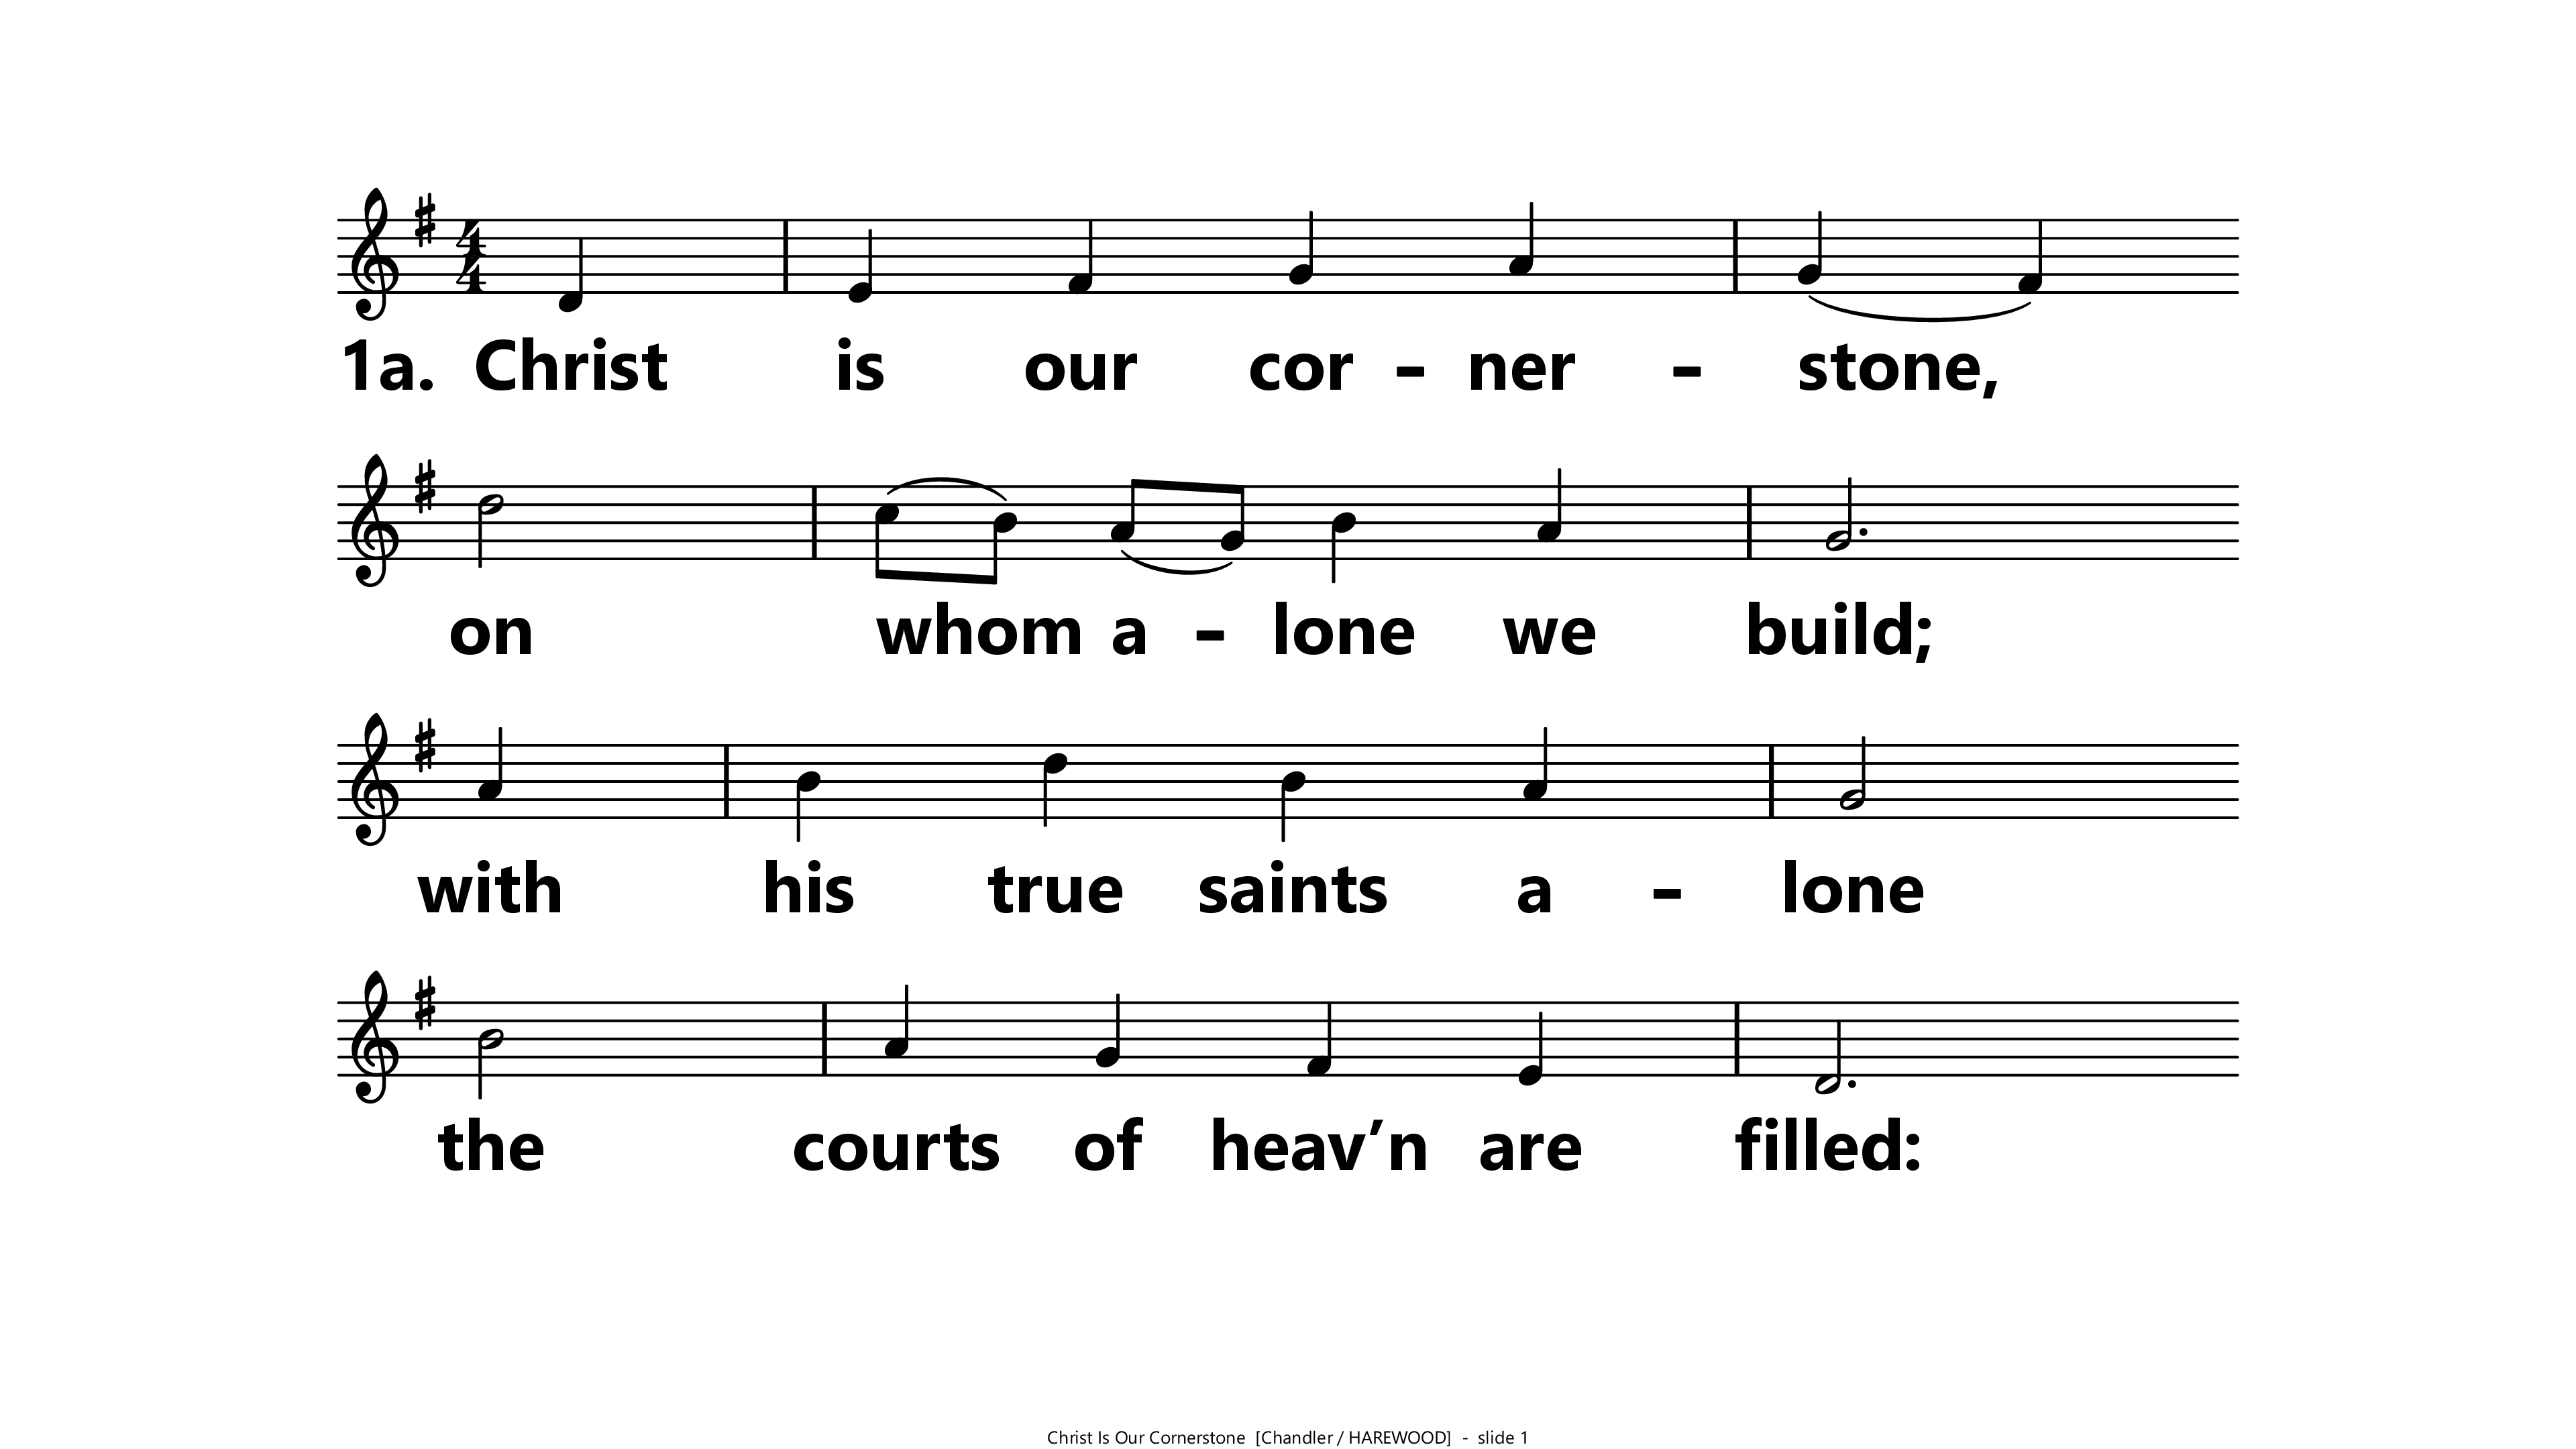 1a. Christ is our cor - ner - stone,
on whom a - lone we build;
with his true saints a - lone
the courts of heav’n are filled:
Christ Is Our Cornerstone [Chandler / HAREWOOD] - slide 1